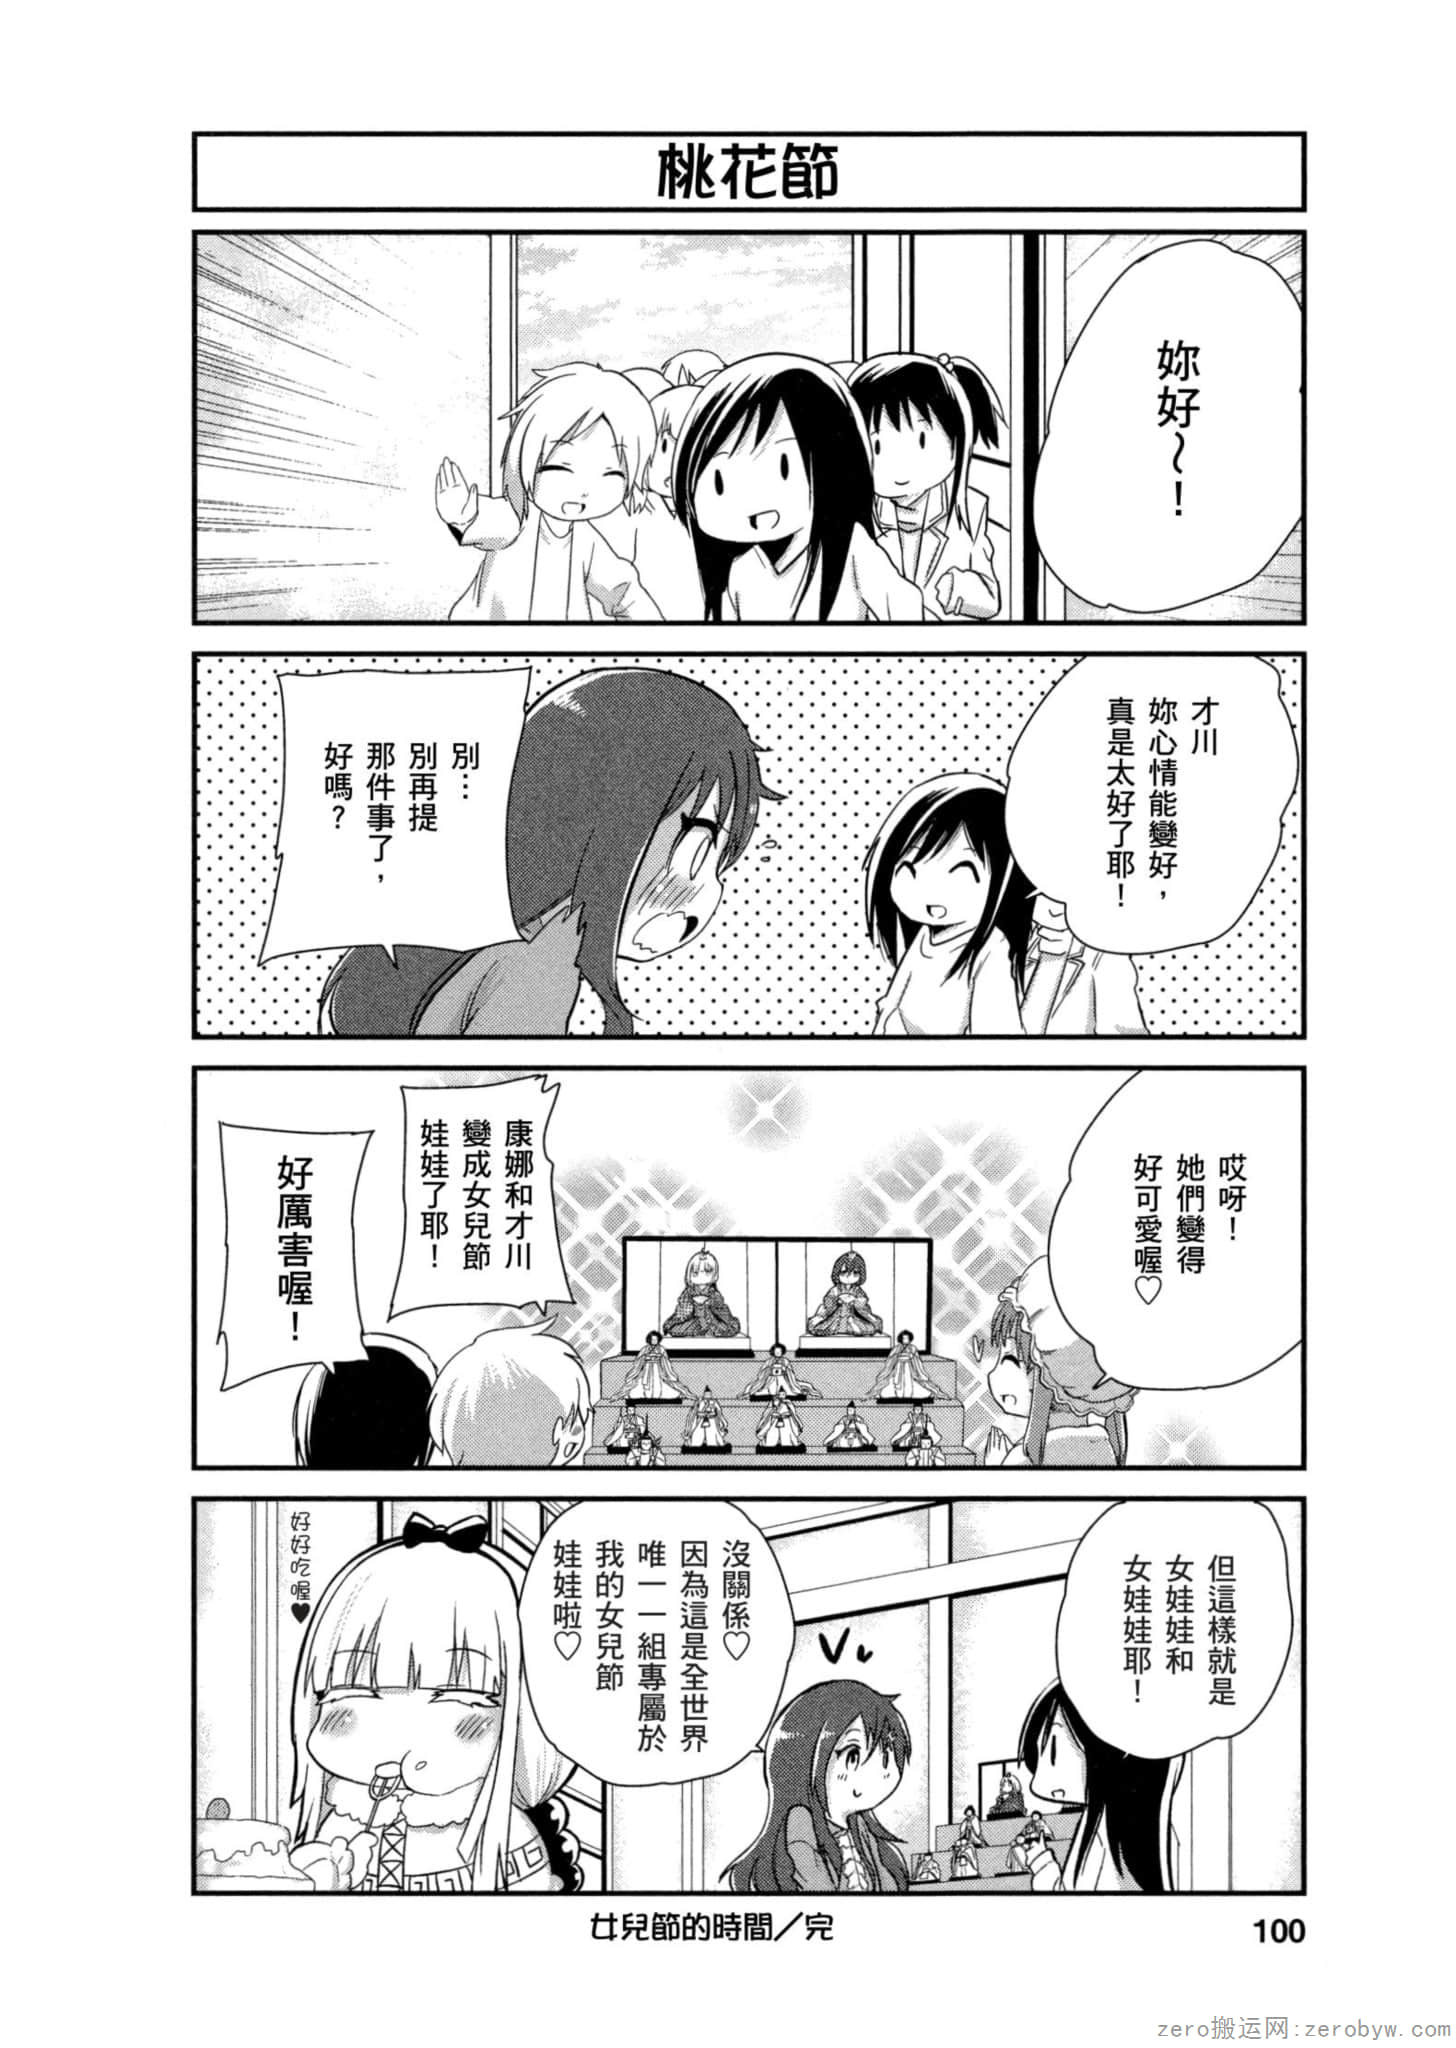 桃花節
妳好～！
才川
妳心情能變好，
真是太好了耶！
別…
別再提
那件事了，
好嗎？
哎呀！
她們變得
好可愛喔♡
康娜和才川
變成女兒節
娃娃了耶！
好厲害喔！
但這樣就是
女娃娃和
女娃娃耶！
沒關係♡
因為這是全世界
唯一一組專屬於
我的女兒節
娃娃啦♡
好好吃喔♥
女兒節的時間／完
100
zero搬运网:zerobyw.com